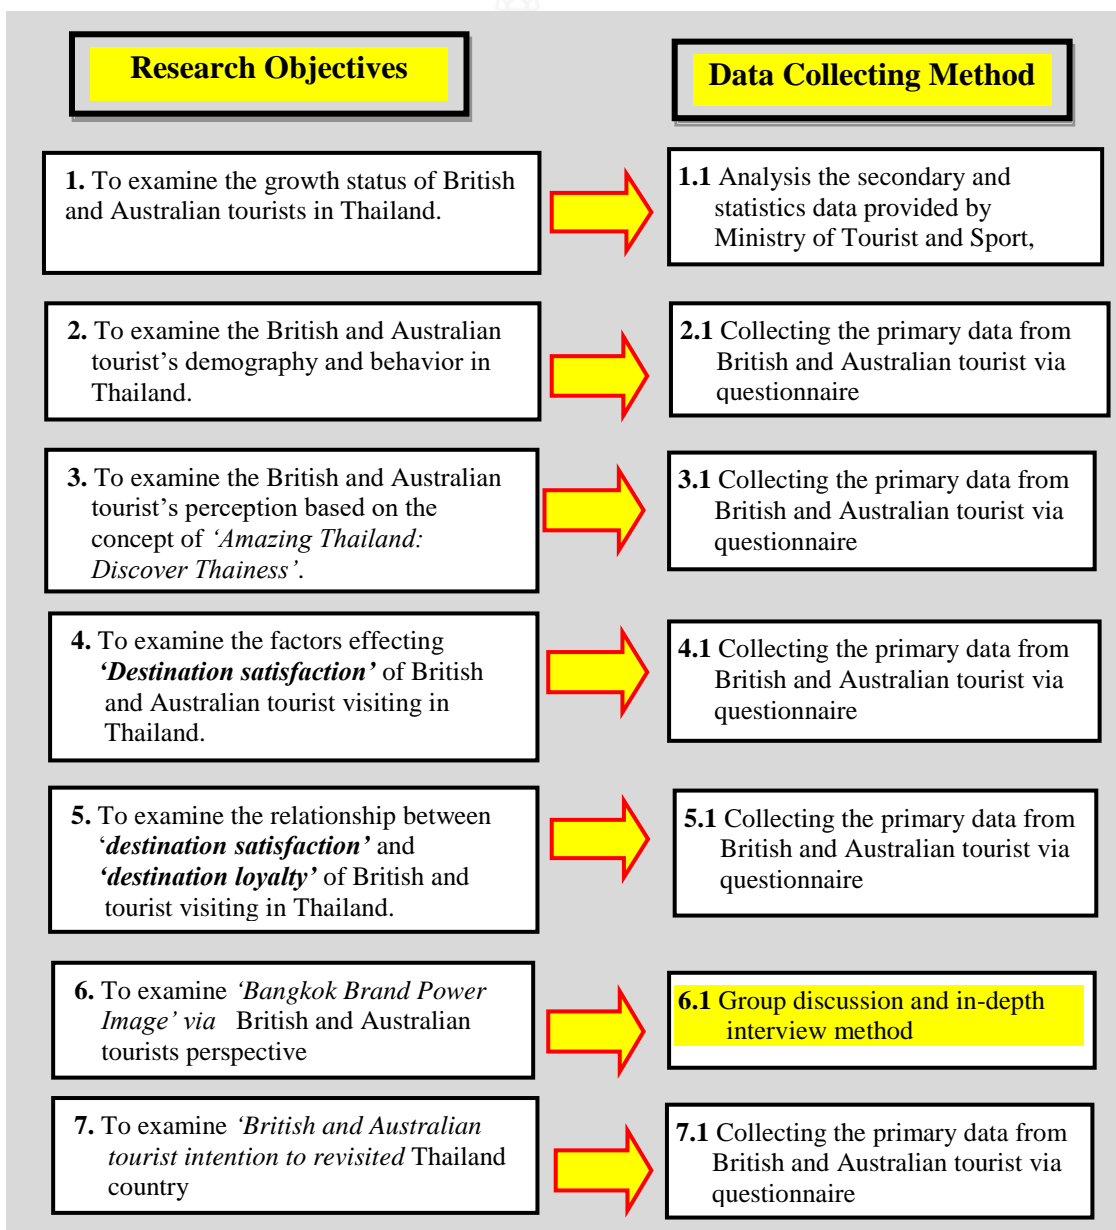 Research Objectives
Data Collecting Method
1. To examine the growth status of British
and Australian tourists in Thailand.
1.1 Analysis the secondary and
statistics data provided by
Ministry of Tourist and Sport,
2. To examine the British and Australian
tourist’s demography and behavior in
Thailand.
2.1 Collecting the primary data from
British and Australian tourist via
questionnaire
3. To examine the British and Australian
tourist’s perception based on the
concept of ‘Amazing Thailand:
Discover Thainess’.
3.1 Collecting the primary data from
British and Australian tourist via
questionnaire
4. To examine the factors effecting
‘Destination satisfaction’ of British
and Australian tourist visiting in
Thailand.
4.1 Collecting the primary data from
British and Australian tourist via
questionnaire
5. To examine the relationship between
‘destination satisfaction’ and
‘destination loyalty’ of British and
tourist visiting in Thailand.
5.1 Collecting the primary data from
British and Australian tourist via
questionnaire
6. To examine ‘Bangkok Brand Power
Image’ via British and Australian
tourists perspective
6.1 Group discussion and in-depth
interview method
7. To examine ‘British and Australian
tourist intention to revisited Thailand
country
7.1 Collecting the primary data from
British and Australian tourist via
questionnaire